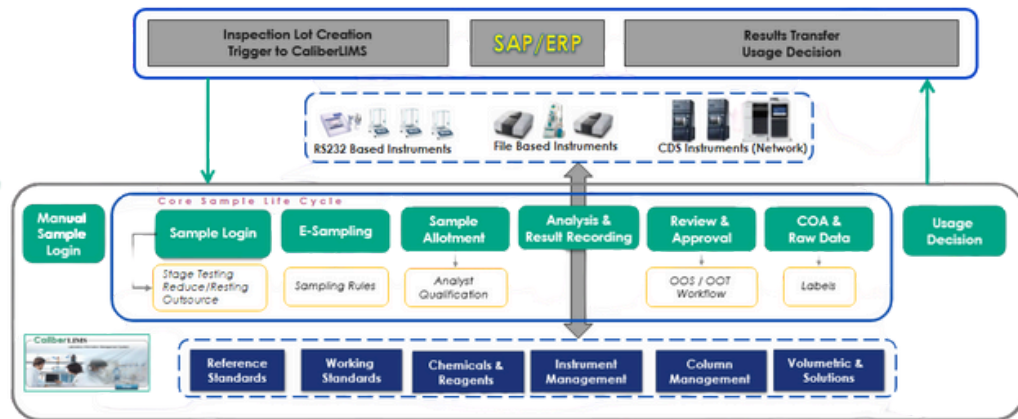 Inspection Lot Creation
Trigger to CaliberLIMS
SAP/ERP
Results Transfer
Usage Decision
RS232 Based Instruments
File Based Instruments
CDS Instruments (Network)
Core Sample Life Cycle
Manual
Sample
Login
Sample Login
E-Sampling
Sample
Allotment
Analysis &
Result Recording
Review &
Approval
COA &
Raw Data
Usage
Decision
Stage Testing
Reduce/Resting
Outsource
Sampling Rules
Analyst
Qualification
OOS / OOT
Workflow
Labels
CaliberLIMS
Reference
Standards
Working
Standards
Chemicals &
Reagents
Instrument
Management
Column
Management
Volumetric &
Solutions